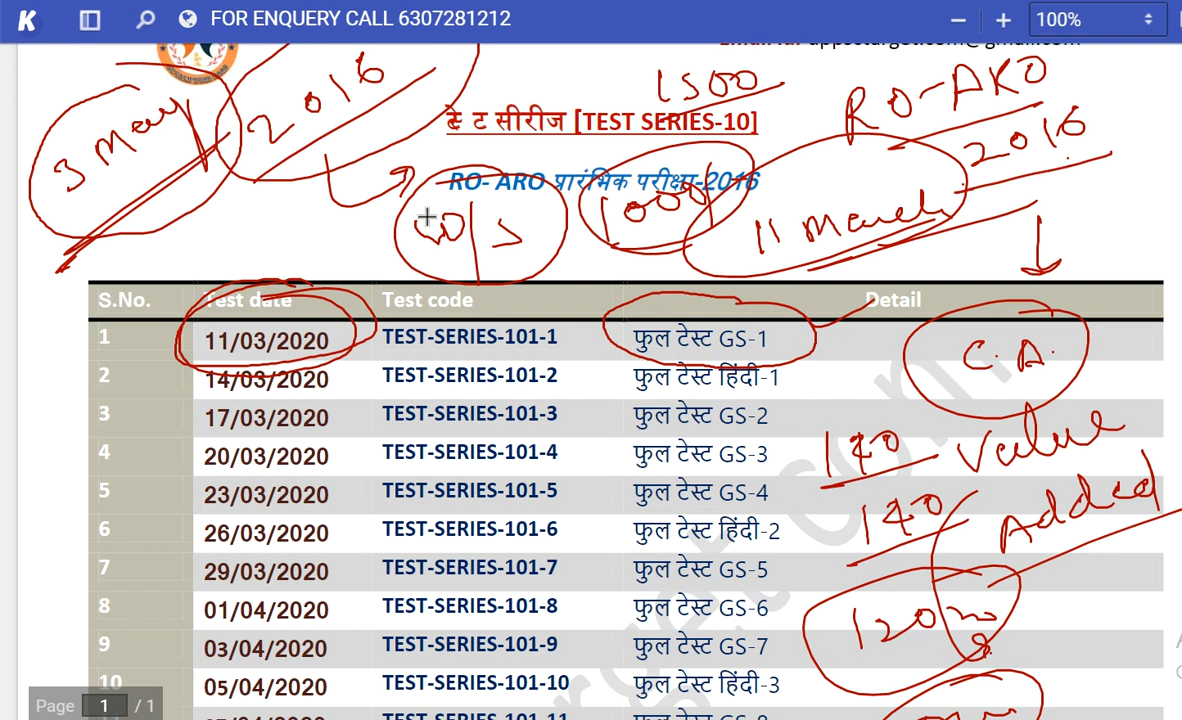 FOR ENQUERY CALL 6307281212
100%
1500
RO-ARO
2016
3 May
2016
टे ट सीरीज [TEST SERIES-10]
RO- ARO प्रारंभिक परीक्षा-2016
1000
11 March
S.No. Test date Test code Detail
1 11/03/2020 TEST-SERIES-101-1 फुल टेस्ट GS-1
C.A.
2 14/03/2020 TEST-SERIES-101-2 फुल टेस्ट हिंदी-1
3 17/03/2020 TEST-SERIES-101-3 फुल टेस्ट GS-2
140 value
4 20/03/2020 TEST-SERIES-101-4 फुल टेस्ट GS-3
5 23/03/2020 TEST-SERIES-101-5 फुल टेस्ट GS-4
140 Added
6 26/03/2020 TEST-SERIES-101-6 फुल टेस्ट हिंदी-2
7 29/03/2020 TEST-SERIES-101-7 फुल टेस्ट GS-5
8 01/04/2020 TEST-SERIES-101-8 फुल टेस्ट GS-6
120
9 03/04/2020 TEST-SERIES-101-9 फुल टेस्ट GS-7
10 05/04/2020 TEST-SERIES-101-10 फुल टेस्ट हिंदी-3
Page 1 / 1